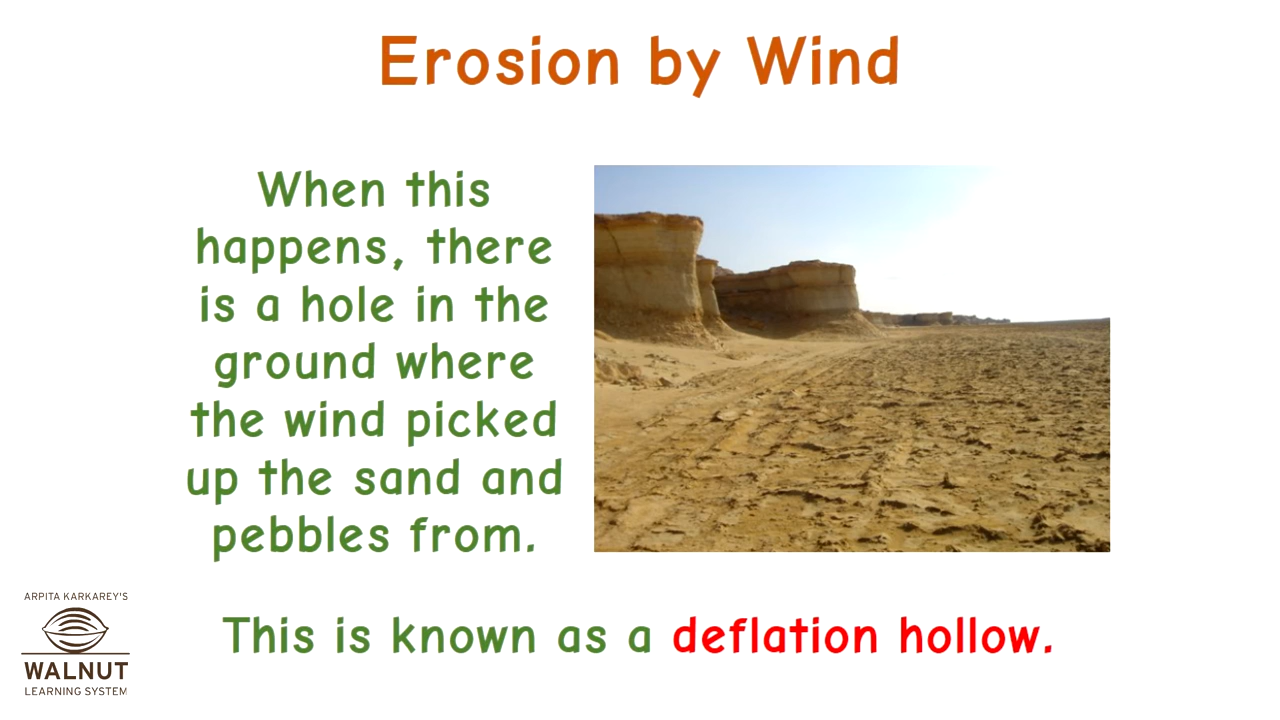 Erosion by Wind
When this
happens, there
is a hole in the
ground where
the wind picked
up the sand and
pebbles from.
This is known as a deflation hollow.
ARPITA KARKAREY'S
WALNUT
LEARNING SYSTEM